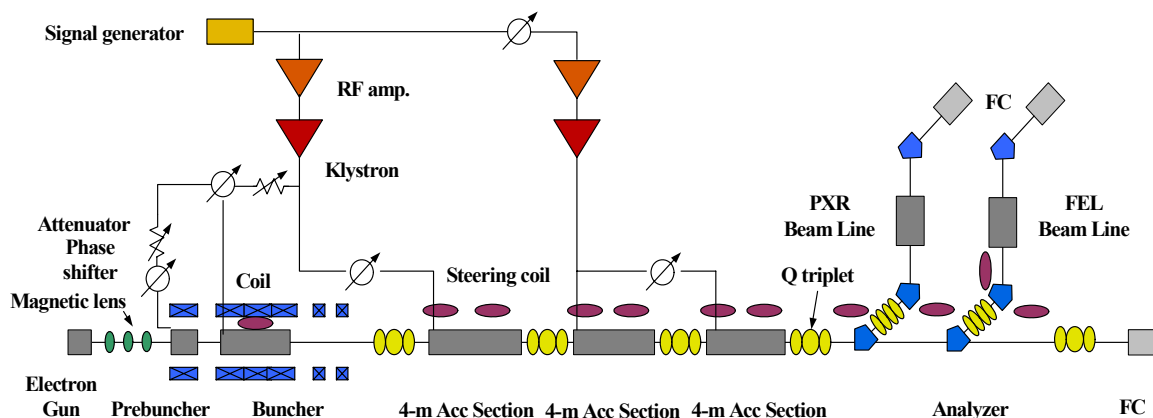 Signal generator
RF amp.
FC
Klystron
PXR
Beam Line
FEL
Beam Line
Attenuator
Phase
shifter
Coil
Steering coil
Q triplet
Magnetic lens
Electron
Gun
Prebuncher
Buncher
4-m Acc Section
4-m Acc Section
4-m Acc Section
Analyzer
FC